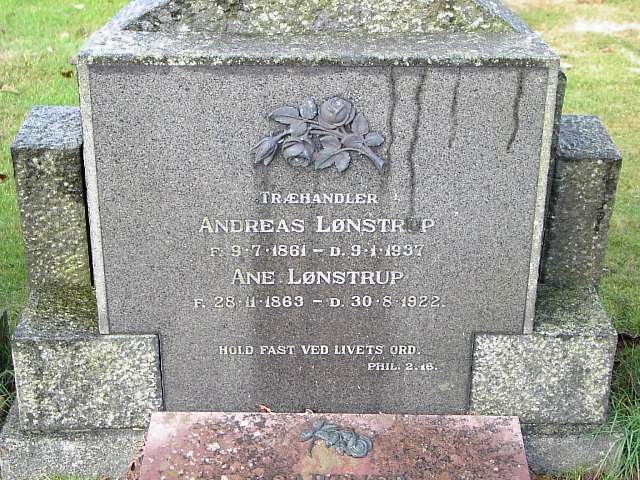 TRÆHANDLER
ANDREAS LØNSTRUP
F. 9·7·1861 – D. 9·1·1937
ANE LØNSTRUP
F. 28·11·1863 – D. 30·8·1922.
HOLD FAST VED LIVETS ORD.
PHIL. 2.16.